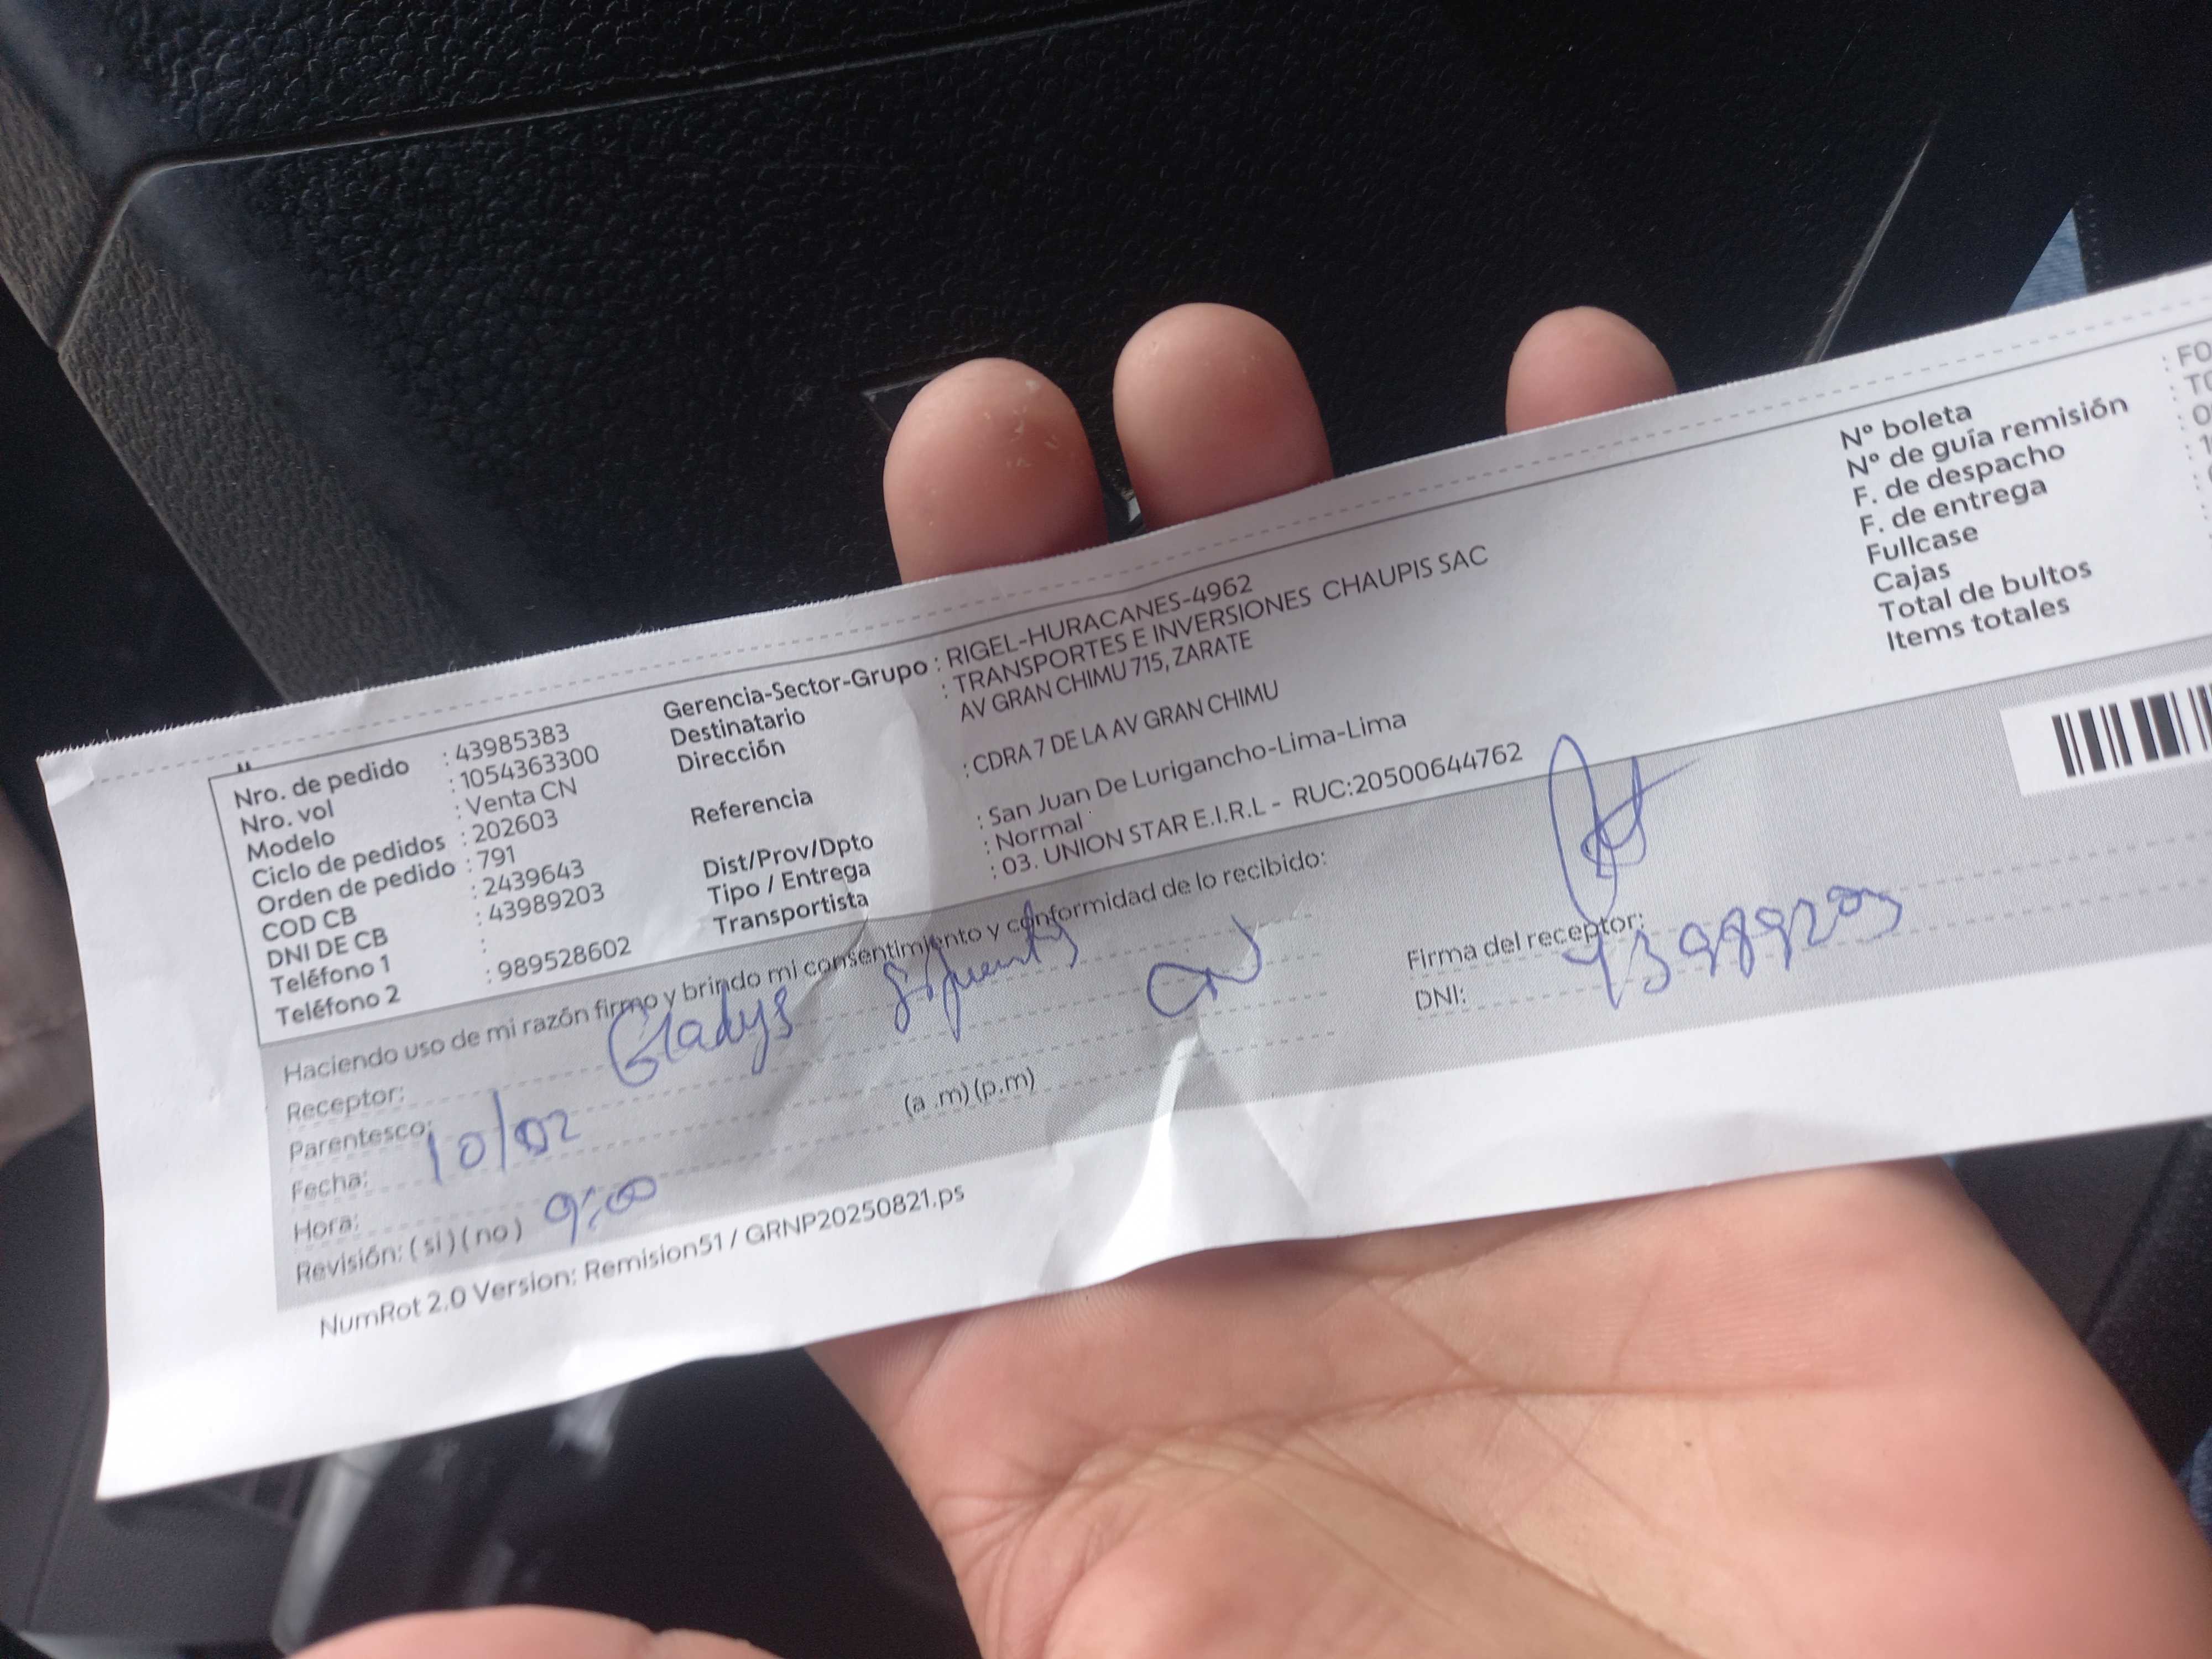 Nro. de pedido : 43985383
Nro. vol : 1054363300
Modelo : Venta CN
Ciclo de pedidos : 202603
Orden de pedido : 791
COD CB : 2439643
DNI DE CB : 43989203
Teléfono 1 :
Teléfono 2 : 989528602
Gerencia-Sector-Grupo : RIGEL-HURACANES-4962
Destinatario : TRANSPORTES E INVERSIONES CHAUPIS SAC
Dirección AV GRAN CHIMU 715, ZARATE
Referencia : CDRA 7 DE LA AV GRAN CHIMU
Dist/Prov/Dpto : San Juan De Lurigancho-Lima-Lima
Tipo / Entrega : Normal
Transportista : 03. UNION STAR E.I.R.L - RUC:20500644762
Nº boleta : FO
Nº de guía remisión :
F. de despacho :
F. de entrega :
Fullcase :
Cajas
Total de bultos
Items totales
Haciendo uso de mi razón firmo y brindo mi consentimiento y conformidad de lo recibido:
Receptor: Gladys
Parentesco:
Fecha: 10/02
Hora: 9:00 (a .m) (p.m)
Revisión: ( si ) ( no )
Firma del receptor:
DNI: 43989203
NumRot 2.0 Version: Remision51 / GRNP20250821.ps